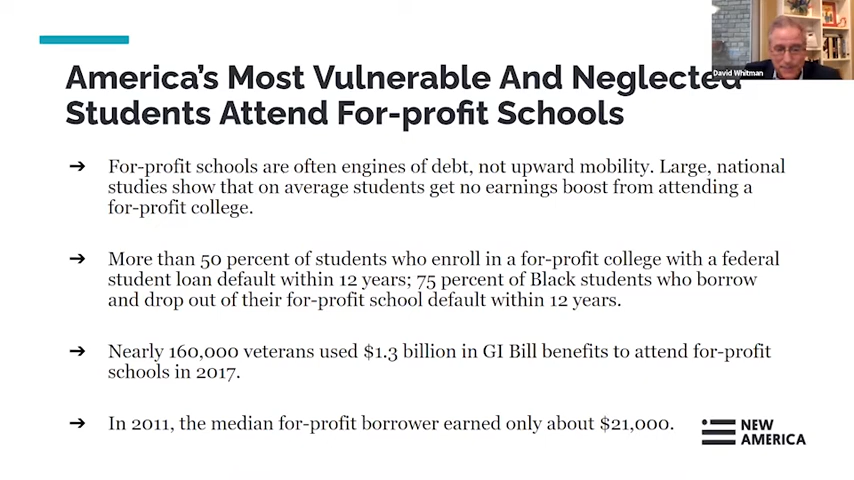 David Whitman
America's Most Vulnerable And Neglected
Students Attend For-profit Schools
➔ For-profit schools are often engines of debt, not upward mobility. Large, national
studies show that on average students get no earnings boost from attending a
for-profit college.
➔ More than 50 percent of students who enroll in a for-profit college with a federal
student loan default within 12 years; 75 percent of Black students who borrow
and drop out of their for-profit school default within 12 years.
➔ Nearly 160,000 veterans used $1.3 billion in GI Bill benefits to attend for-profit
schools in 2017.
➔ In 2011, the median for-profit borrower earned only about $21,000.
NEW
AMERICA